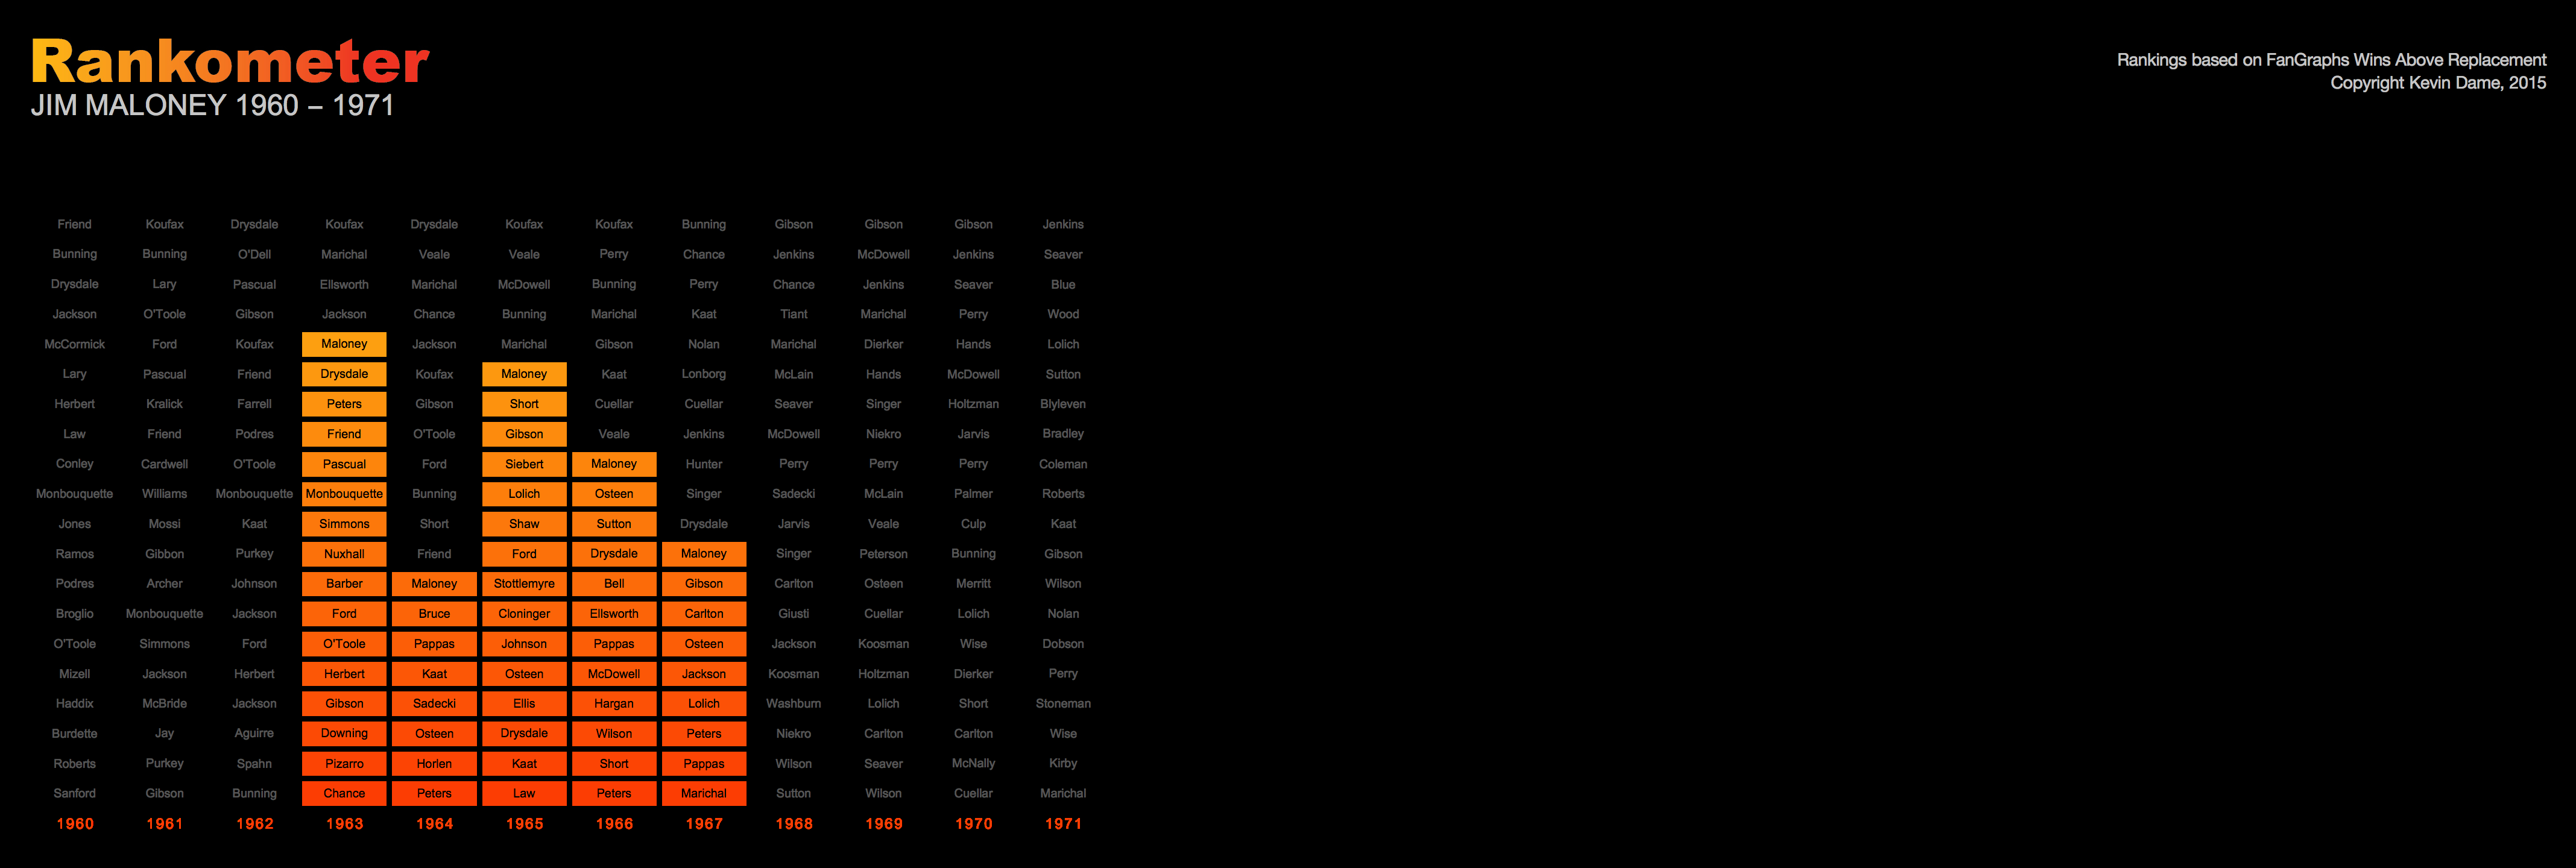 Rankometer
JIM MALONEY 1960 – 1971
Rankings based on FanGraphs Wins Above Replacement
Copyright Kevin Dame, 2015
Friend Koufax Drysdale Koufax Drysdale Koufax Koufax Bunning Gibson Gibson Gibson Jenkins
Bunning Bunning O'Dell Marichal Veale Veale Perry Chance Jenkins McDowell Jenkins Seaver
Drysdale Lary Pascual Ellsworth Marichal McDowell Bunning Perry Chance Jenkins Seaver Blue
Jackson O'Toole Gibson Jackson Chance Bunning Marichal Kaat Tiant Marichal Perry Wood
McCormick Ford Koufax Maloney Jackson Marichal Gibson Nolan Marichal Dierker Hands Lolich
Lary Pascual Friend Drysdale Koufax Maloney Kaat Lonborg McLain Hands McDowell Sutton
Herbert Kralick Farrell Peters Gibson Short Cuellar Cuellar Seaver Singer Holtzman Blyleven
Law Friend Podres Friend O'Toole Gibson Veale Jenkins McDowell Niekro Jarvis Bradley
Conley Cardwell O'Toole Pascual Ford Siebert Maloney Hunter Perry Perry Perry Coleman
Monbouquette Williams Monbouquette Monbouquette Bunning Lolich Osteen Singer Sadecki McLain Palmer Roberts
Jones Mossi Kaat Simmons Short Shaw Sutton Drysdale Jarvis Veale Culp Kaat
Ramos Gibbon Purkey Nuxhall Friend Ford Drysdale Maloney Singer Peterson Bunning Gibson
Podres Archer Johnson Barber Maloney Stottlemyre Bell Gibson Carlton Osteen Merritt Wilson
Broglio Monbouquette Jackson Ford Bruce Cloninger Ellsworth Carlton Giusti Cuellar Lolich Nolan
O'Toole Simmons Ford O'Toole Pappas Johnson Pappas Osteen Jackson Koosman Wise Dobson
Mizell Jackson Herbert Herbert Kaat Osteen McDowell Jackson Koosman Holtzman Dierker Perry
Haddix McBride Jackson Gibson Sadecki Ellis Hargan Lolich Washburn Lolich Short Stoneman
Burdette Jay Aguirre Downing Osteen Drysdale Wilson Peters Niekro Carlton Carlton Wise
Roberts Purkey Spahn Pizarro Horlen Kaat Short Pappas Wilson Seaver McNally Kirby
Sanford Gibson Bunning Chance Peters Law Peters Marichal Sutton Wilson Cuellar Marichal
1960 1961 1962 1963 1964 1965 1966 1967 1968 1969 1970 1971